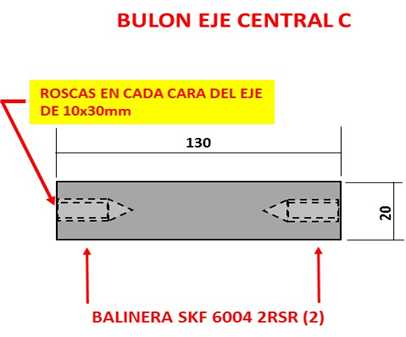 BULON EJE CENTRAL C
ROSCAS EN CADA CARA DEL EJE
DE 10x30mm
130
20
BALINERA SKF 6004 2RSR (2)